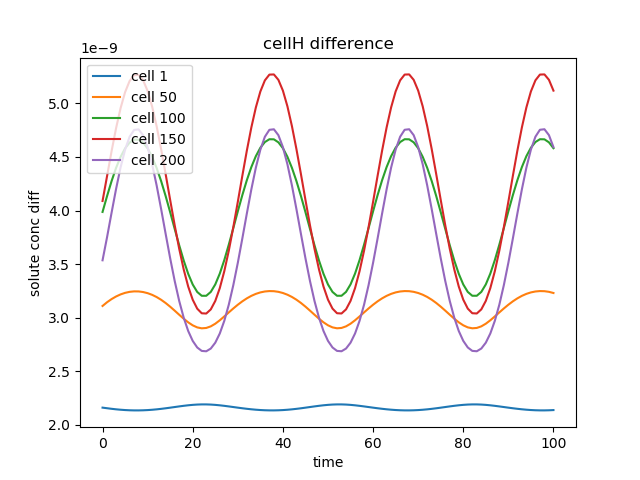 cellH difference
1e−9
cell 1
cell 50
cell 100
cell 150
cell 200
solute conc diff
5.0
4.5
4.0
3.5
3.0
2.5
2.0
0 20 40 60 80 100
time